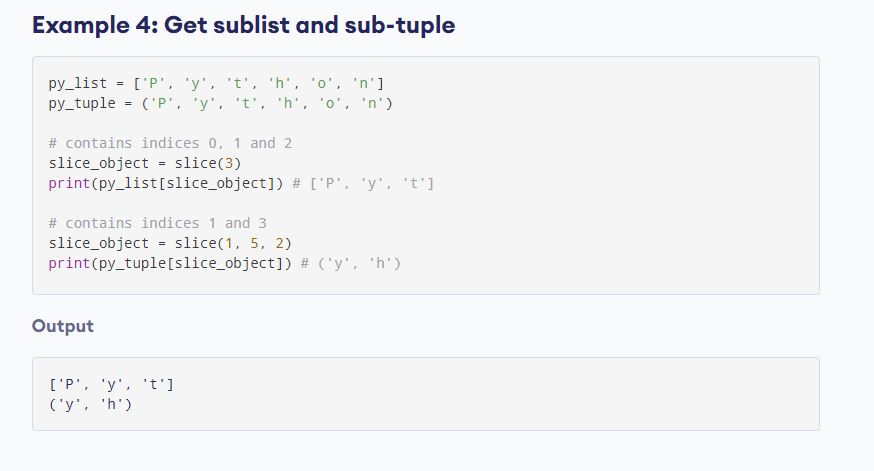 Example 4: Get sublist and sub-tuple
py_list = ['P', 'y', 't', 'h', 'o', 'n']
py_tuple = ('P', 'y', 't', 'h', 'o', 'n')
# contains indices 0, 1 and 2
slice_object = slice(3)
print(py_list[slice_object]) # ['P', 'y', 't']
# contains indices 1 and 3
slice_object = slice(1, 5, 2)
print(py_tuple[slice_object]) # ('y', 'h')
Output
['P', 'y', 't']
('y', 'h')